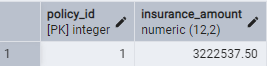 policy_id insurance_amount
[PK] integer numeric (12,2)
1 1 3222537.50